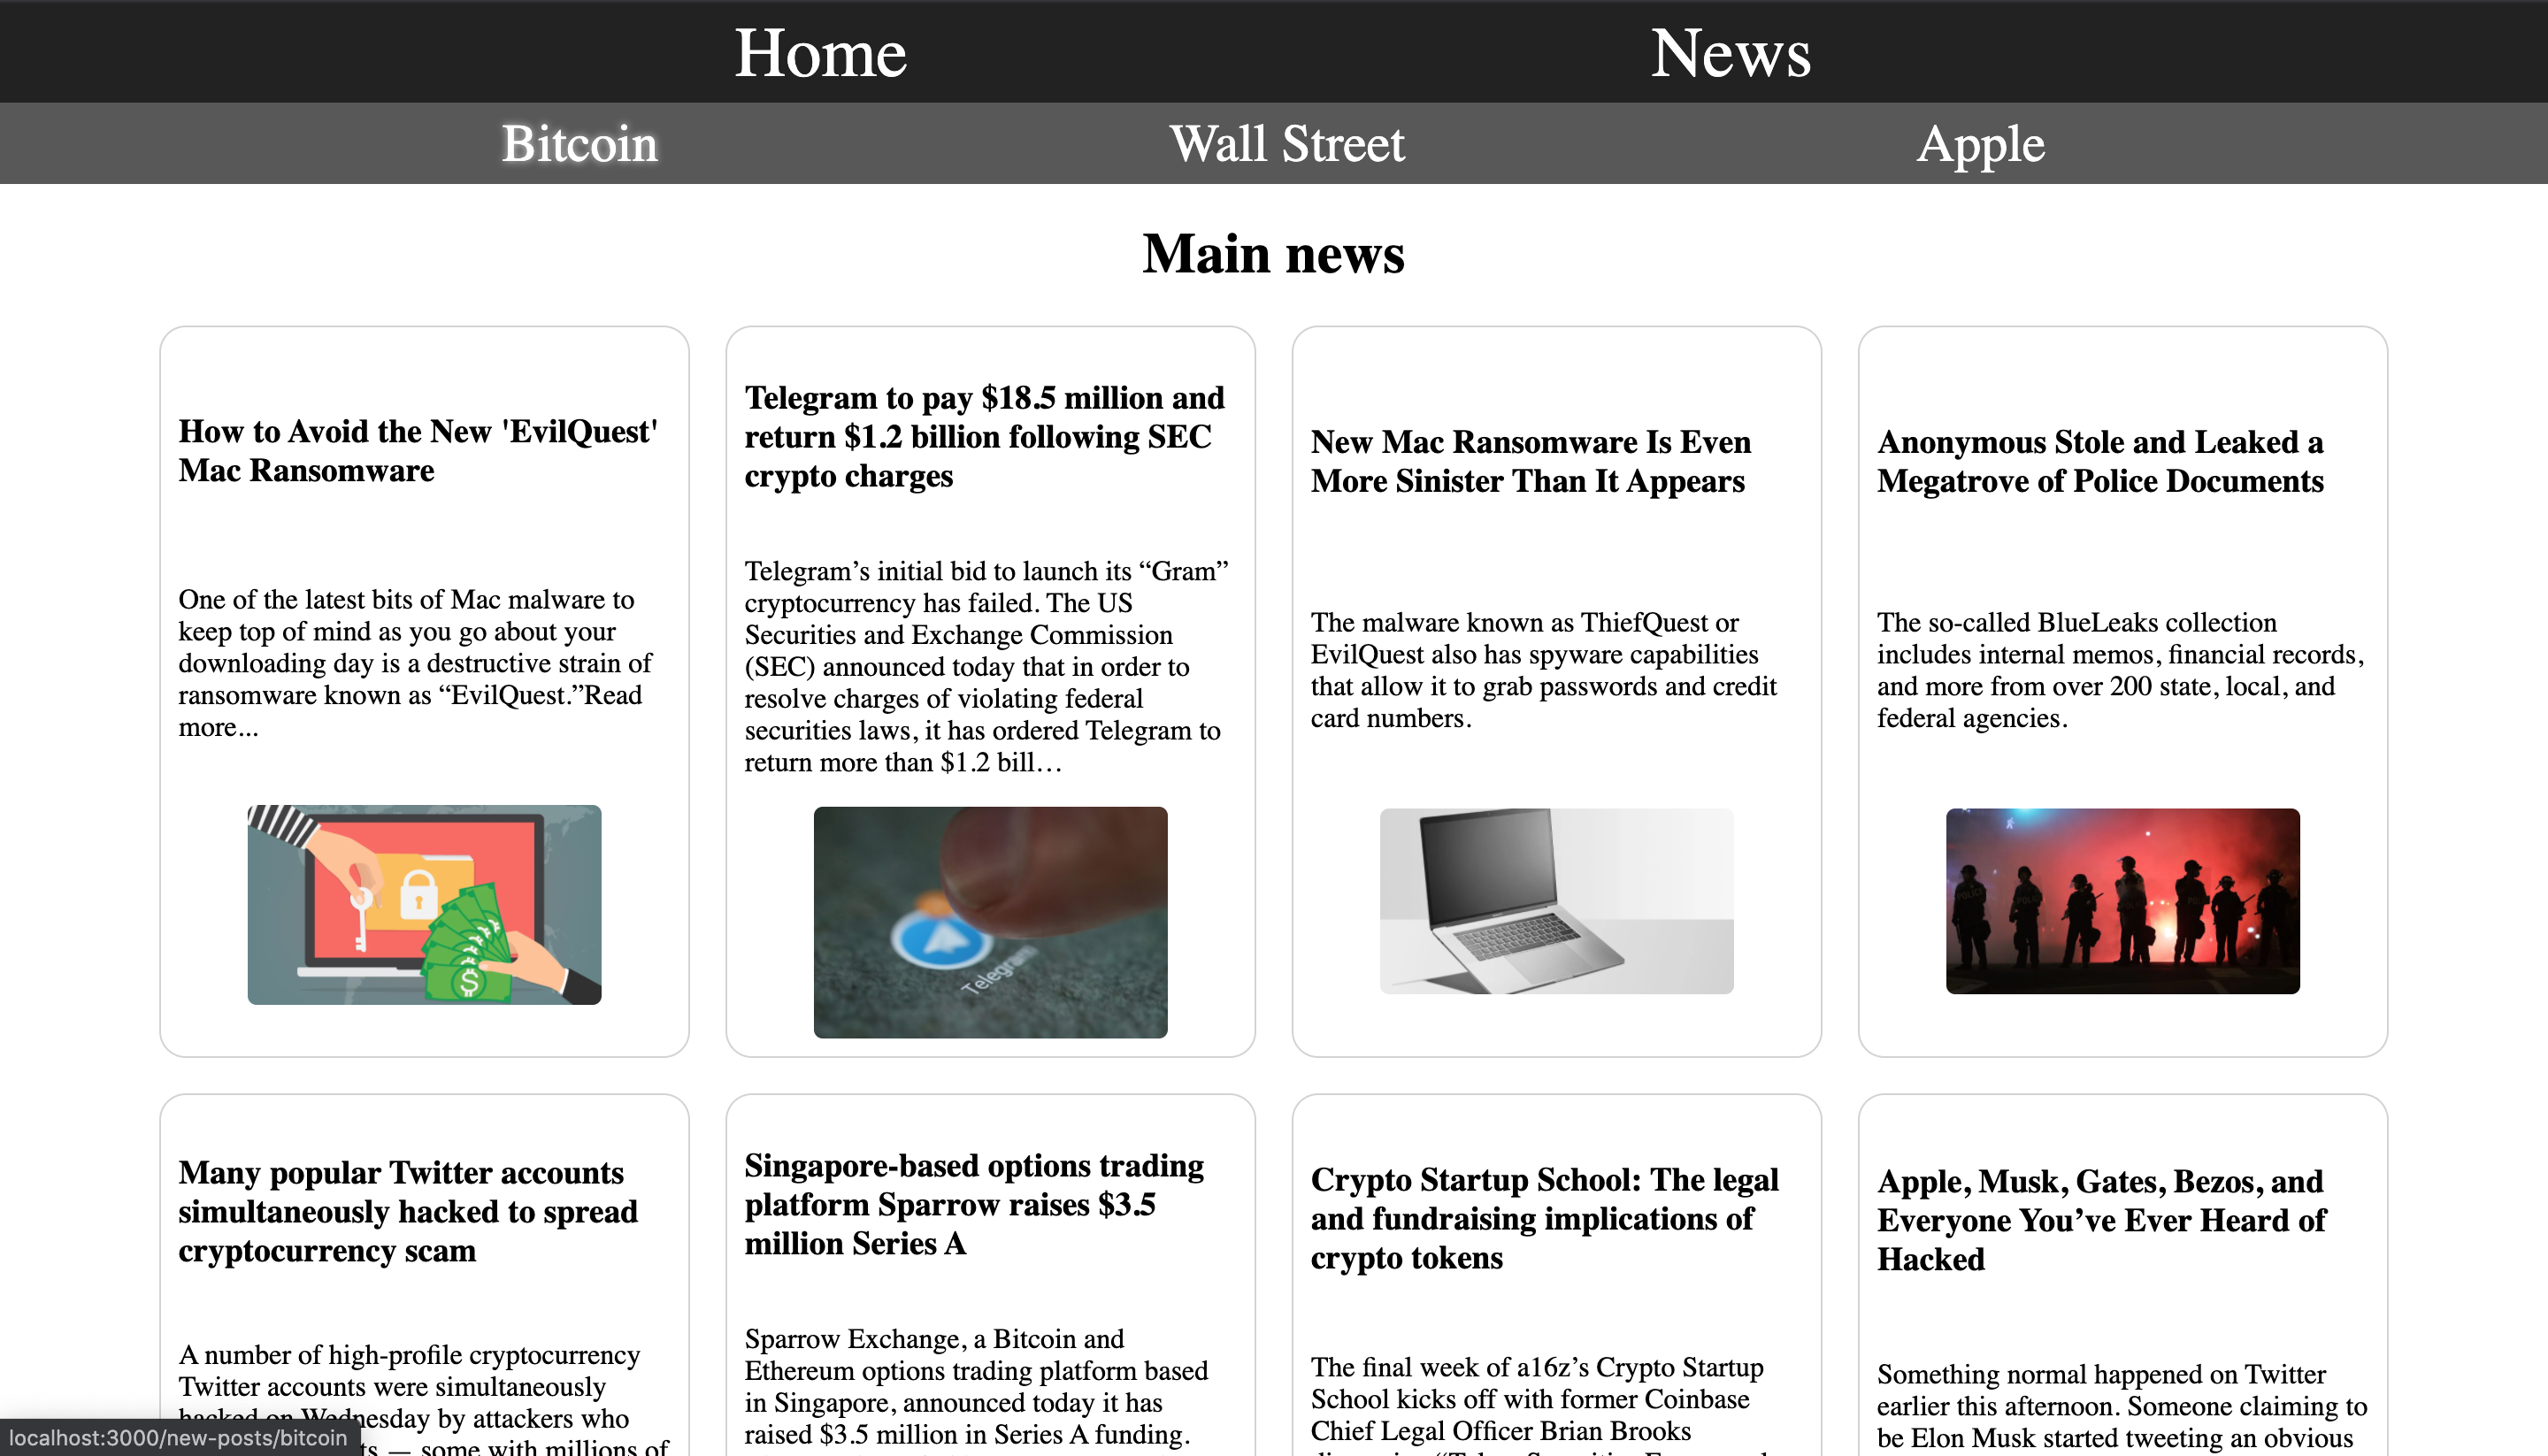 Home
News
Bitcoin
Wall Street
Apple
Main news
How to Avoid the New 'EvilQuest'
Mac Ransomware
One of the latest bits of Mac malware to
keep top of mind as you go about your
downloading day is a destructive strain of
ransomware known as “EvilQuest.”Read
more...
Telegram to pay $18.5 million and
return $1.2 billion following SEC
crypto charges
Telegram’s initial bid to launch its “Gram”
cryptocurrency has failed. The US
Securities and Exchange Commission
(SEC) announced today that in order to
resolve charges of violating federal
securities laws, it has ordered Telegram to
return more than $1.2 bill…
Telegram
New Mac Ransomware Is Even
More Sinister Than It Appears
The malware known as ThiefQuest or
EvilQuest also has spyware capabilities
that allow it to grab passwords and credit
card numbers.
Anonymous Stole and Leaked a
Megatrove of Police Documents
The so-called BlueLeaks collection
includes internal memos, financial records,
and more from over 200 state, local, and
federal agencies.
Many popular Twitter accounts
simultaneously hacked to spread
cryptocurrency scam
A number of high-profile cryptocurrency
Twitter accounts were simultaneously
hacked on Wednesday by attackers who
— some with millions of
Singapore-based options trading
platform Sparrow raises $3.5
million Series A
Sparrow Exchange, a Bitcoin and
Ethereum options trading platform based
in Singapore, announced today it has
raised $3.5 million in Series A funding.
Crypto Startup School: The legal
and fundraising implications of
crypto tokens
The final week of a16z’s Crypto Startup
School kicks off with former Coinbase
Chief Legal Officer Brian Brooks
Apple, Musk, Gates, Bezos, and
Everyone You’ve Ever Heard of
Hacked
Something normal happened on Twitter
earlier this afternoon. Someone claiming to
be Elon Musk started tweeting an obvious
localhost:3000/new-posts/bitcoin